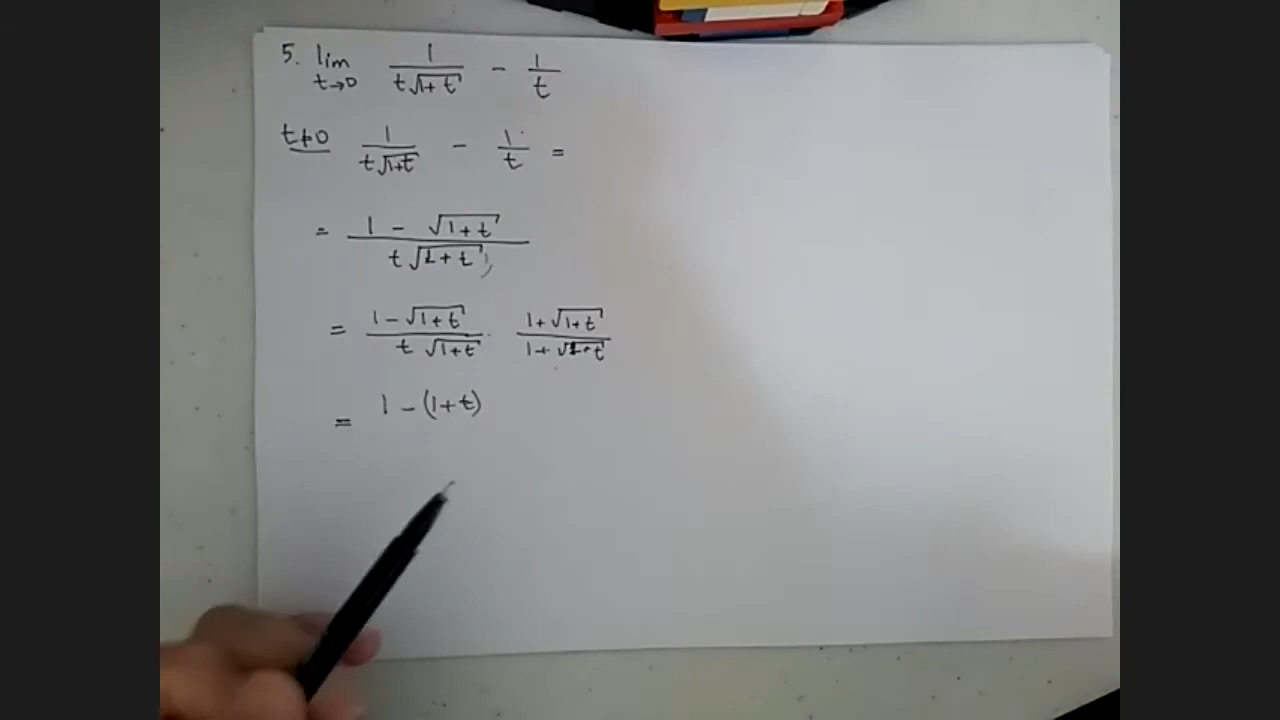 5. lim t→0 1/(t√(1+t)) − 1/t
t≠0 1/(t√(1+t)) − 1/t =
= (1 − √(1+t))/(t√(1+t))
= (1−√(1+t))/(t√(1+t)) · (1+√(1+t))/(1+√(1+t))
= 1 − (1+t)